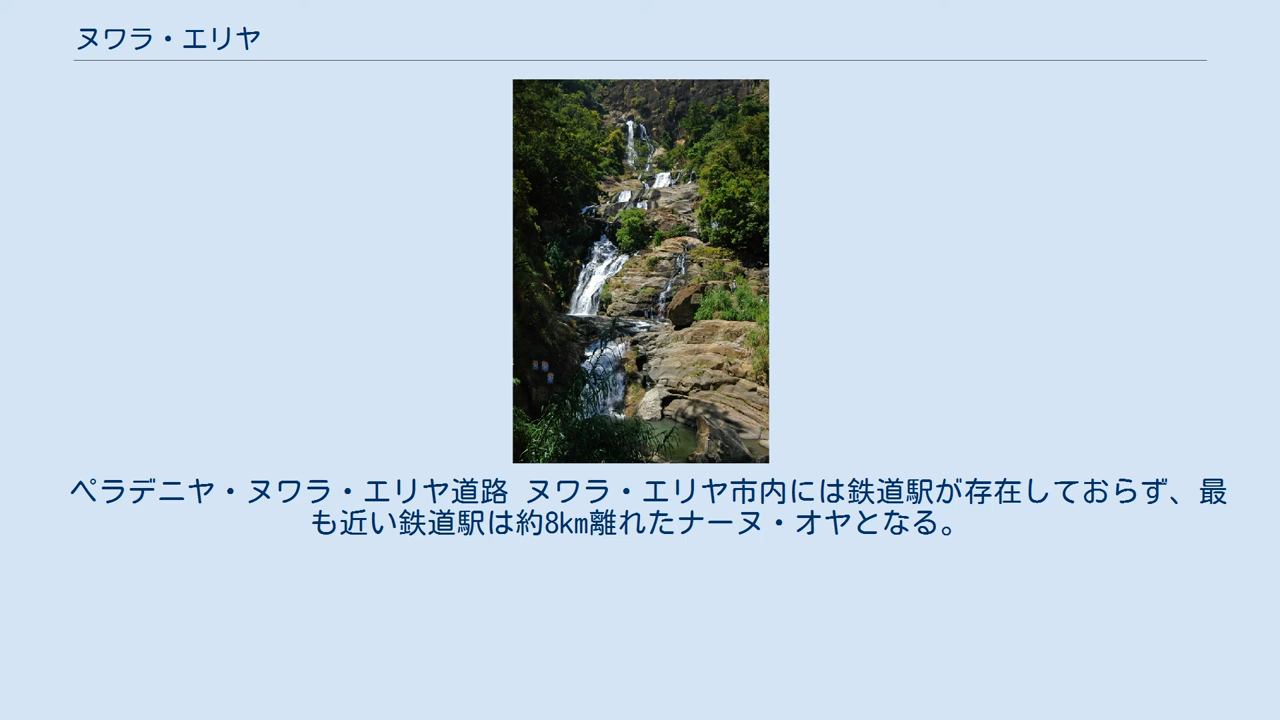 ヌワラ・エリヤ
ペラデニヤ・ヌワラ・エリヤ道路 ヌワラ・エリヤ市内には鉄道駅が存在しておらず、最
も近い鉄道駅は約8km離れたナーヌ・オヤとなる。